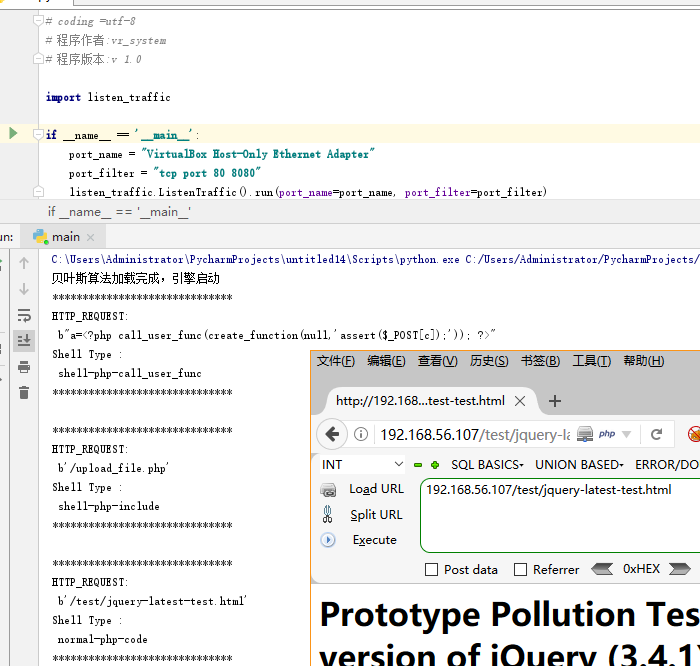 # coding =utf-8
# 程序作者:vr_system
# 程序版本:v 1.0
import listen_traffic
if __name__ == '__main__':
port_name = "VirtualBox Host-Only Ethernet Adapter"
port_filter = "tcp port 80 8080"
listen_traffic.ListenTraffic().run(port_name=port_name, port_filter=port_filter)
if __name__ == '__main__'
un:
main
C:\Users\Administrator\PycharmProjects\untitled14\Scripts\python.exe C:/Users/Administrator/PycharmProjects/
贝叶斯算法加载完成，引擎启动
******************************
HTTP_REQUEST:
b"a=<?php call_user_func(create_function(null,'assert($_POST[c]);')); ?>"
Shell Type :
shell-php-call_user_func
******************************
******************************
HTTP_REQUEST:
b'/upload_file.php'
Shell Type :
shell-php-include
******************************
******************************
HTTP_REQUEST:
b'/test/jquery-latest-test.html'
Shell Type :
normal-php-code
******************************
文件(F) 编辑(E) 查看(V) 历史(S) 书签(B) 工具(T) 帮助(H)
http://192.168...test-test.html
192.168.56.107/test/jquery-la
php
INT SQL BASICS UNION BASED ERROR/DO
Load URL
192.168.56.107/test/jquery-latest-test.html
Split URL
Execute
Post data Referrer 0xHEX
Prototype Pollution Tes
version of jQuery (3.4.1